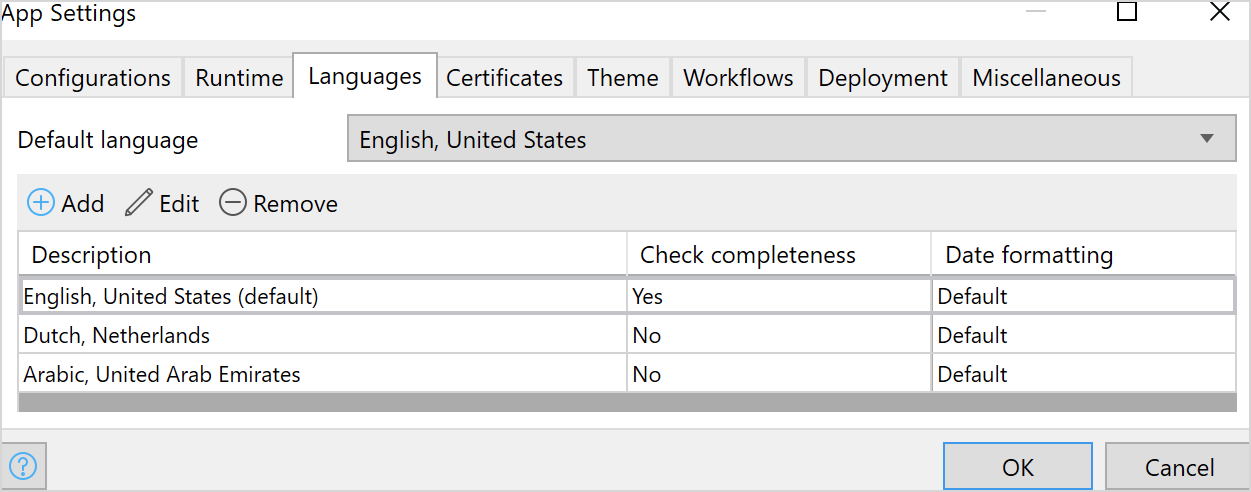 App Settings
Configurations Runtime Languages Certificates Theme Workflows Deployment Miscellaneous
Default language English, United States
Add Edit Remove
Description Check completeness Date formatting
English, United States (default) Yes Default
Dutch, Netherlands No Default
Arabic, United Arab Emirates No Default
? OK Cancel